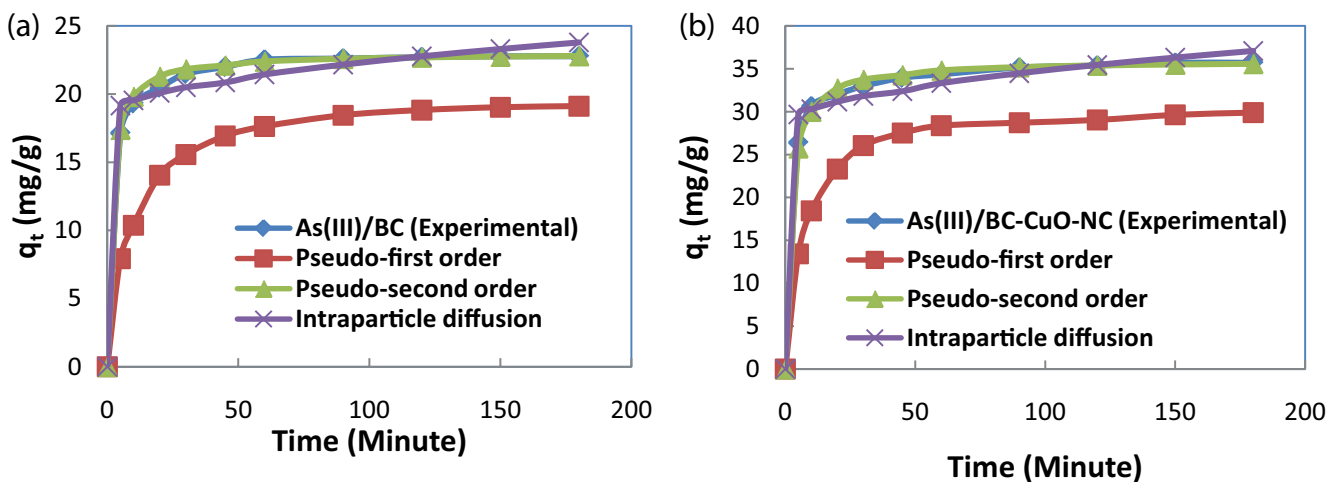 (a)
25
20
15
10
5
0
qt (mg/g)
As(III)/BC (Experimental)
Pseudo-first order
Pseudo-second order
Intraparticle diffusion
0 50 100 150 200
Time (Minute)
(b)
40
35
30
25
20
15
10
5
0
qt (mg/g)
As(III)/BC-CuO-NC (Experimental)
Pseudo-first order
Pseudo-second order
Intraparticle diffusion
0 50 100 150 200
Time (Minute)